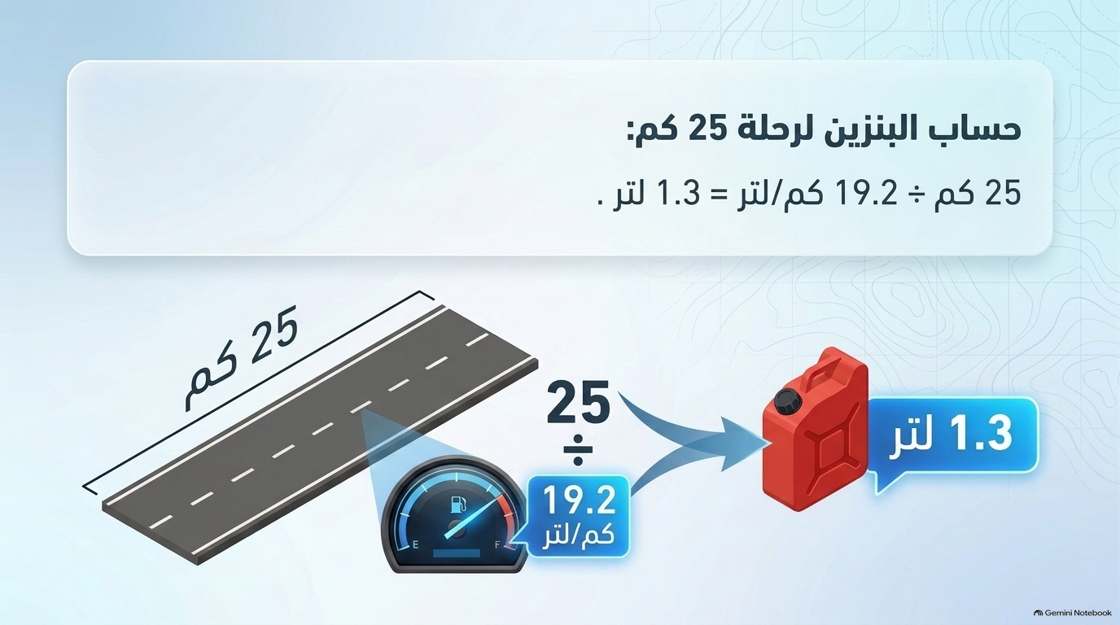 حساب البنزين لرحلة 25 كم:
25 كم ÷ 19.2 كم/لتر = 1.3 لتر .
25 كم
25
÷
19.2
كم/لتر
E
F
1.3 لتر
Gemini Notebook